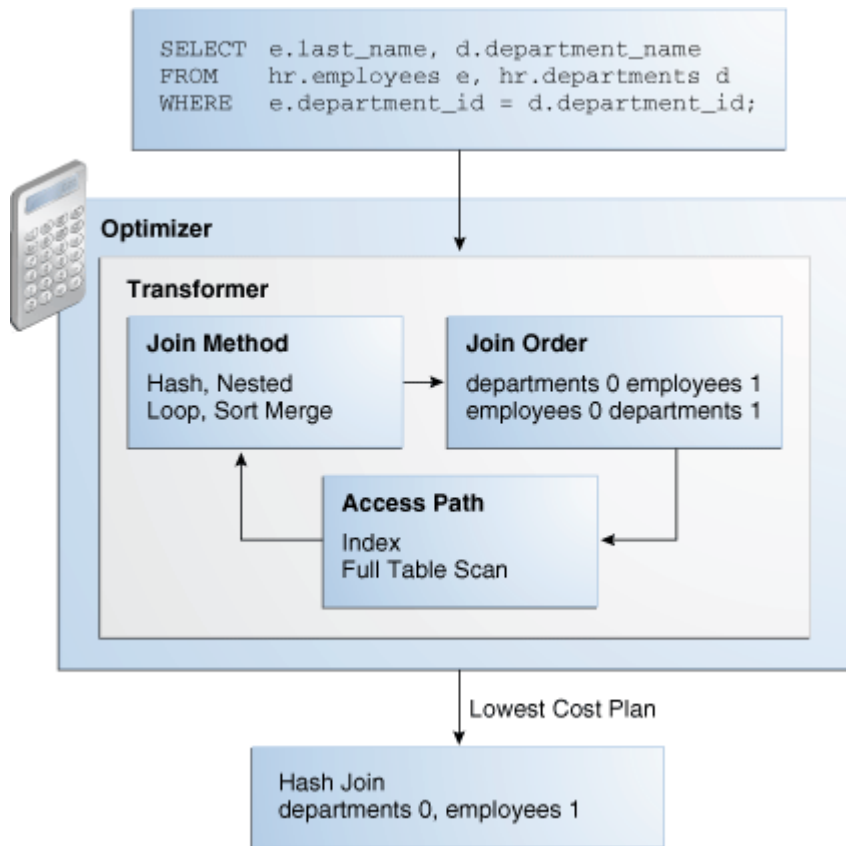 SELECT e.last_name, d.department_name
FROM hr.employees e, hr.departments d
WHERE e.department_id = d.department_id;
Optimizer
Transformer
Join Method
Hash, Nested
Loop, Sort Merge
Join Order
departments 0 employees 1
employees 0 departments 1
Access Path
Index
Full Table Scan
Lowest Cost Plan
Hash Join
departments 0, employees 1